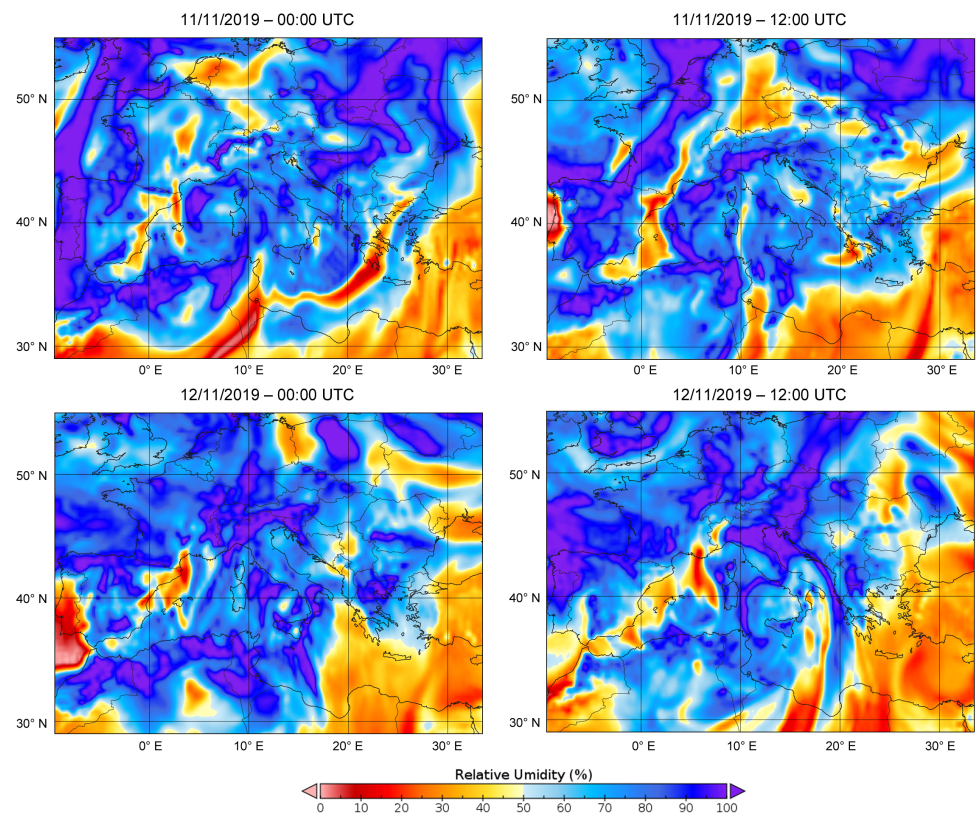 11/11/2019 – 00:00 UTC
11/11/2019 – 12:00 UTC
50° N
40° N
30° N
0° E
10° E
20° E
30° E
50° N
40° N
30° N
0° E
10° E
20° E
30° E
12/11/2019 – 00:00 UTC
12/11/2019 – 12:00 UTC
50° N
40° N
30° N
0° E
10° E
20° E
30° E
50° N
40° N
30° N
0° E
10° E
20° E
30° E
Relative Umidity (%)
0 10 20 30 40 50 60 70 80 90 100